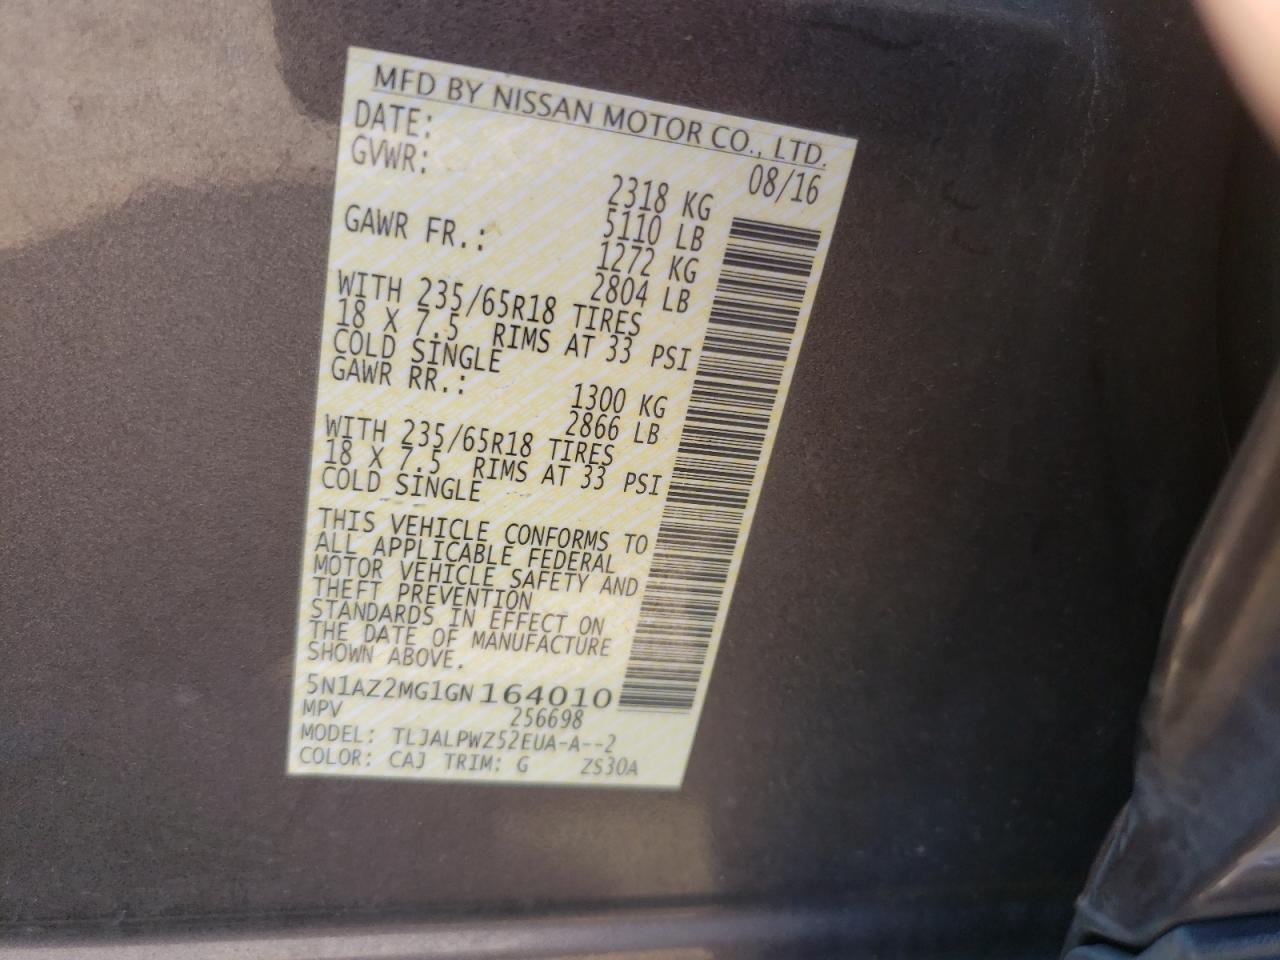 MFD BY NISSAN MOTOR CO., LTD.
DATE: 08/16
GVWR: 2318 KG
5110 LB
GAWR FR.: 1272 KG
2804 LB
WITH 235/65R18 TIRES
18 X 7.5 RIMS AT 33 PSI
COLD SINGLE
GAWR RR.: 1300 KG
2866 LB
WITH 235/65R18 TIRES
18 X 7.5 RIMS AT 33 PSI
COLD SINGLE
THIS VEHICLE CONFORMS TO
ALL APPLICABLE FEDERAL
MOTOR VEHICLE SAFETY AND
THEFT PREVENTION
STANDARDS IN EFFECT ON
THE DATE OF MANUFACTURE
SHOWN ABOVE.
5N1AZ2MG1GN164010
MPV 256698
MODEL: TLJALPWZ52EUA-A--2
COLOR: CAJ TRIM: G ZS30A